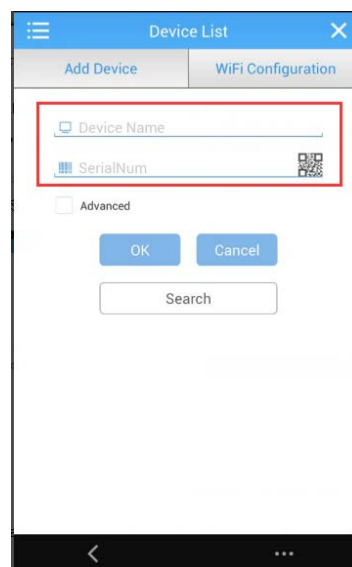 Device List
Add Device WiFi Configuration
Device Name
SerialNum
Advanced
OK Cancel
Search